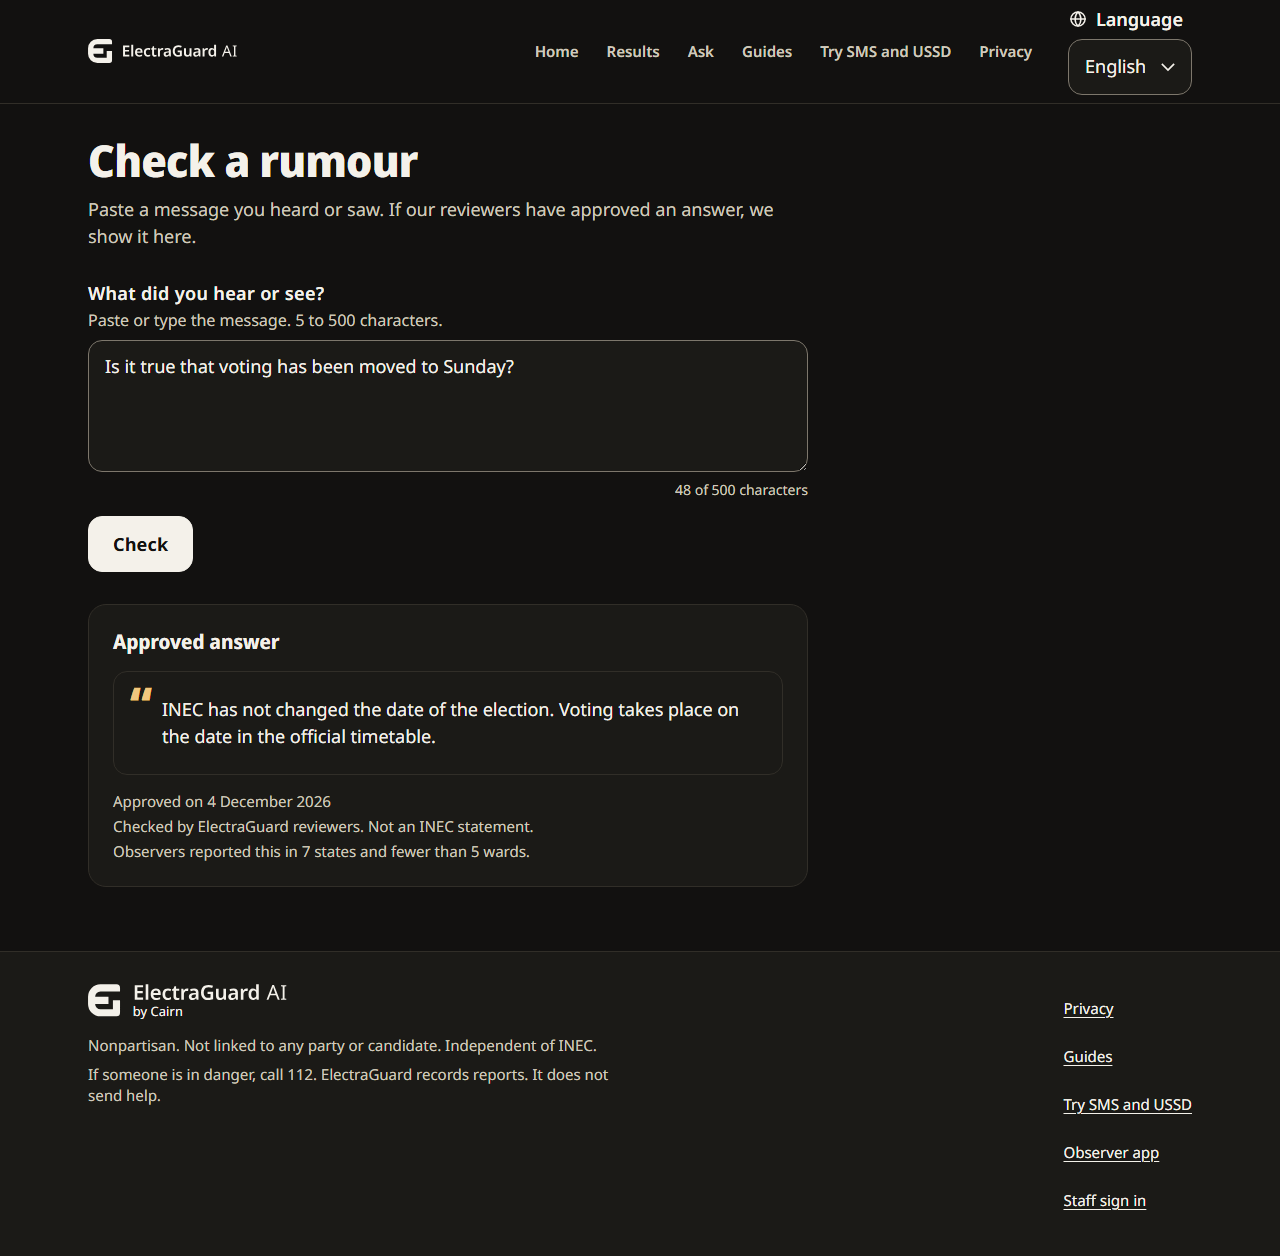 ElectraGuard AI
Home
Results
Ask
Guides
Try SMS and USSD
Privacy
Language
English
Check a rumour
Paste a message you heard or saw. If our reviewers have approved an answer, we
show it here.
What did you hear or see?
Paste or type the message. 5 to 500 characters.
Is it true that voting has been moved to Sunday?
48 of 500 characters
Check
Approved answer
“
INEC has not changed the date of the election. Voting takes place on
the date in the official timetable.
Approved on 4 December 2026
Checked by ElectraGuard reviewers. Not an INEC statement.
Observers reported this in 7 states and fewer than 5 wards.
ElectraGuard AI
by Cairn
Nonpartisan. Not linked to any party or candidate. Independent of INEC.
If someone is in danger, call 112. ElectraGuard records reports. It does not
send help.
Privacy
Guides
Try SMS and USSD
Observer app
Staff sign in